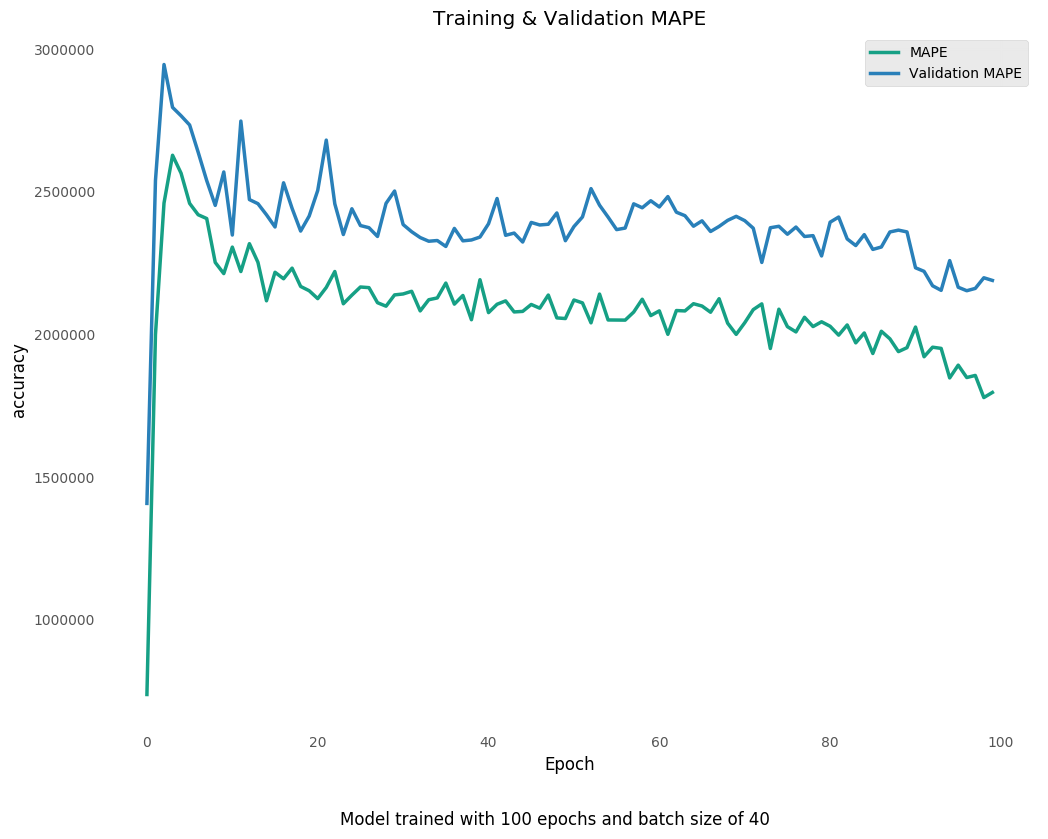 Training & Validation MAPE
MAPE
Validation MAPE
3000000
2500000
2000000
1500000
1000000
accuracy
0 20 40 60 80 100
Epoch
Model trained with 100 epochs and batch size of 40